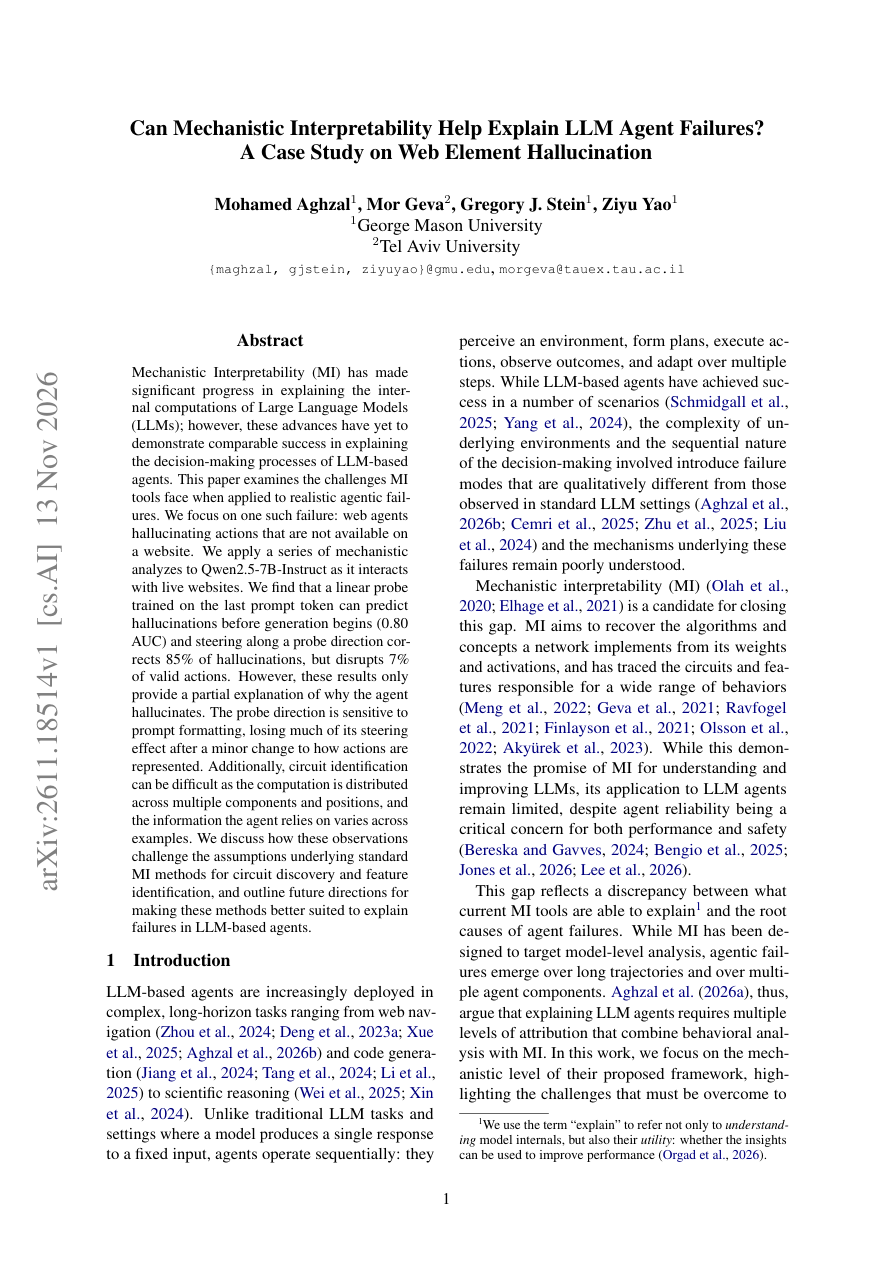 Can Mechanistic Interpretability Help Explain LLM Agent Failures?
A Case Study on Web Element Hallucination
Mohamed Aghzal1, Mor Geva2, Gregory J. Stein1, Ziyu Yao1
1George Mason University
2Tel Aviv University
{maghzal, gjstein, ziyuyao}@gmu.edu, morgeva@tauex.tau.ac.il
arXiv:2611.18514v1 [cs.AI] 13 Nov 2026
Abstract
Mechanistic Interpretability (MI) has made
significant progress in explaining the inter-
nal computations of Large Language Models
(LLMs); however, these advances have yet to
demonstrate comparable success in explaining
the decision-making processes of LLM-based
agents. This paper examines the challenges MI
tools face when applied to realistic agentic fail-
ures. We focus on one such failure: web agents
hallucinating actions that are not available on
a website. We apply a series of mechanistic
analyzes to Qwen2.5-7B-Instruct as it interacts
with live websites. We find that a linear probe
trained on the last prompt token can predict
hallucinations before generation begins (0.80
AUC) and steering along a probe direction cor-
rects 85% of hallucinations, but disrupts 7%
of valid actions. However, these results only
provide a partial explanation of why the agent
hallucinates. The probe direction is sensitive to
prompt formatting, losing much of its steering
effect after a minor change to how actions are
represented. Additionally, circuit identification
can be difficult as the computation is distributed
across multiple components and positions, and
the information the agent relies on varies across
examples. We discuss how these observations
challenge the assumptions underlying standard
MI methods for circuit discovery and feature
identification, and outline future directions for
making these methods better suited to explain
failures in LLM-based agents.
1 Introduction
LLM-based agents are increasingly deployed in
complex, long-horizon tasks ranging from web nav-
igation (Zhou et al., 2024; Deng et al., 2023a; Xue
et al., 2025; Aghzal et al., 2026b) and code genera-
tion (Jiang et al., 2024; Tang et al., 2024; Li et al.,
2025) to scientific reasoning (Wei et al., 2025; Xin
et al., 2024). Unlike traditional LLM tasks and
settings where a model produces a single response
to a fixed input, agents operate sequentially: they
perceive an environment, form plans, execute ac-
tions, observe outcomes, and adapt over multiple
steps. While LLM-based agents have achieved suc-
cess in a number of scenarios (Schmidgall et al.,
2025; Yang et al., 2024), the complexity of un-
derlying environments and the sequential nature
of the decision-making involved introduce failure
modes that are qualitatively different from those
observed in standard LLM settings (Aghzal et al.,
2026b; Cemri et al., 2025; Zhu et al., 2025; Liu
et al., 2024) and the mechanisms underlying these
failures remain poorly understood.
Mechanistic interpretability (MI) (Olah et al.,
2020; Elhage et al., 2021) is a candidate for closing
this gap. MI aims to recover the algorithms and
concepts a network implements from its weights
and activations, and has traced the circuits and fea-
tures responsible for a wide range of behaviors
(Meng et al., 2022; Geva et al., 2021; Ravfogel
et al., 2021; Finlayson et al., 2021; Olsson et al.,
2022; Akyürek et al., 2023). While this demon-
strates the promise of MI for understanding and
improving LLMs, its application to LLM agents
remain limited, despite agent reliability being a
critical concern for both performance and safety
(Bereska and Gavves, 2024; Bengio et al., 2025;
Jones et al., 2026; Lee et al., 2026).
This gap reflects a discrepancy between what
current MI tools are able to explain1 and the root
causes of agent failures. While MI has been de-
signed to target model-level analysis, agentic fail-
ures emerge over long trajectories and over multi-
ple agent components. Aghzal et al. (2026a), thus,
argue that explaining LLM agents requires multiple
levels of attribution that combine behavioral anal-
ysis with MI. In this work, we focus on the mech-
anistic level of their proposed framework, high-
lighting the challenges that must be overcome to
1We use the term “explain” to refer not only to understand-
ing model internals, but also their utility: whether the insights
can be used to improve performance (Orgad et al., 2026).
1